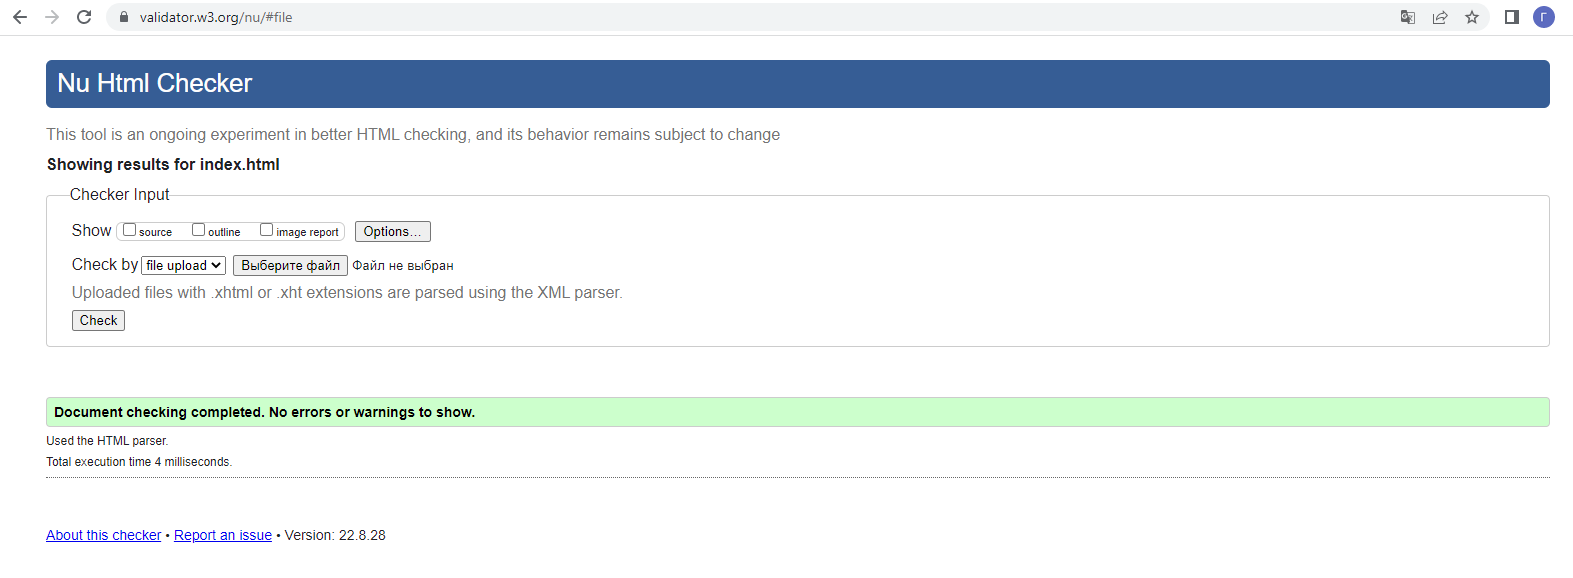 validator.w3.org/nu/#file
Г
Nu Html Checker
This tool is an ongoing experiment in better HTML checking, and its behavior remains subject to change
Showing results for index.html
Checker Input
Show source outline image report Options...
Check by file upload Выберите файл Файл не выбран
Uploaded files with .xhtml or .xht extensions are parsed using the XML parser.
Check
Document checking completed. No errors or warnings to show.
Used the HTML parser.
Total execution time 4 milliseconds.
About this checker • Report an issue • Version: 22.8.28